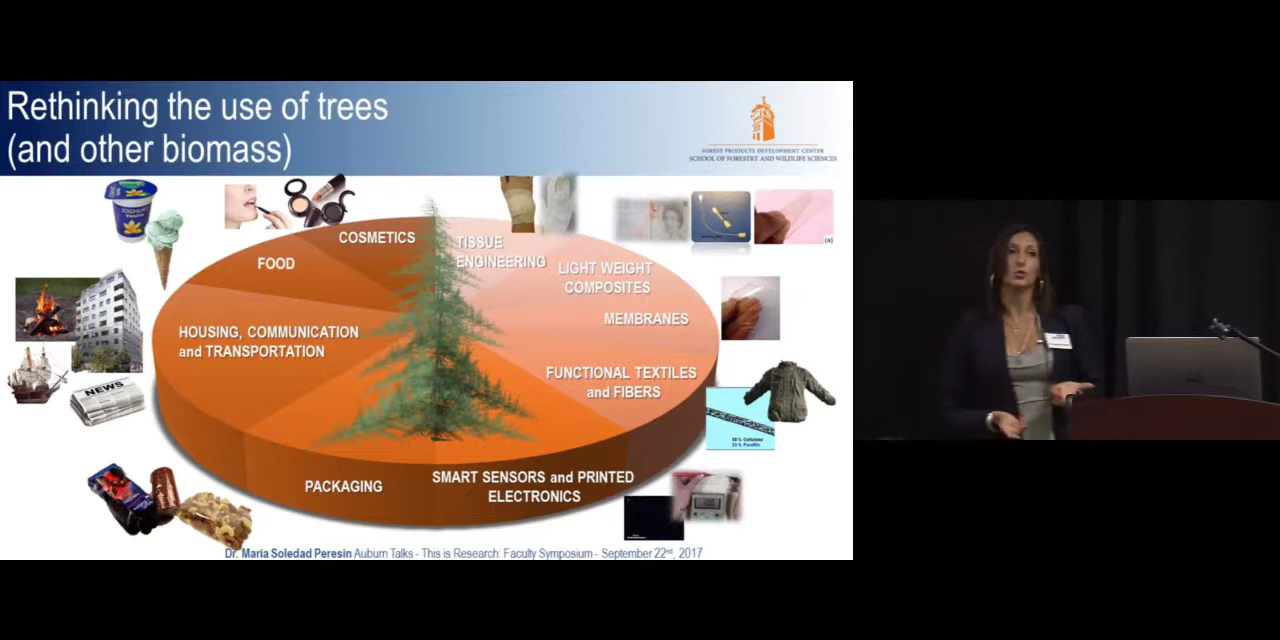 Rethinking the use of trees
(and other biomass)
FOREST PRODUCTS DEVELOPMENT CENTER
SCHOOL OF FORESTRY AND WILDLIFE SCIENCES
COSMETICS
TISSUE
ENGINEERING
FOOD
LIGHT WEIGHT
COMPOSITES
(a)
MEMBRANES
HOUSING, COMMUNICATION
and TRANSPORTATION
NEWS
FUNCTIONAL TEXTILES
and FIBERS
PACKAGING
SMART SENSORS and PRINTED
ELECTRONICS
Dr. Maria Soledad Peresin Auburn Talks - This is Research: Faculty Symposium - September 22nd, 2017